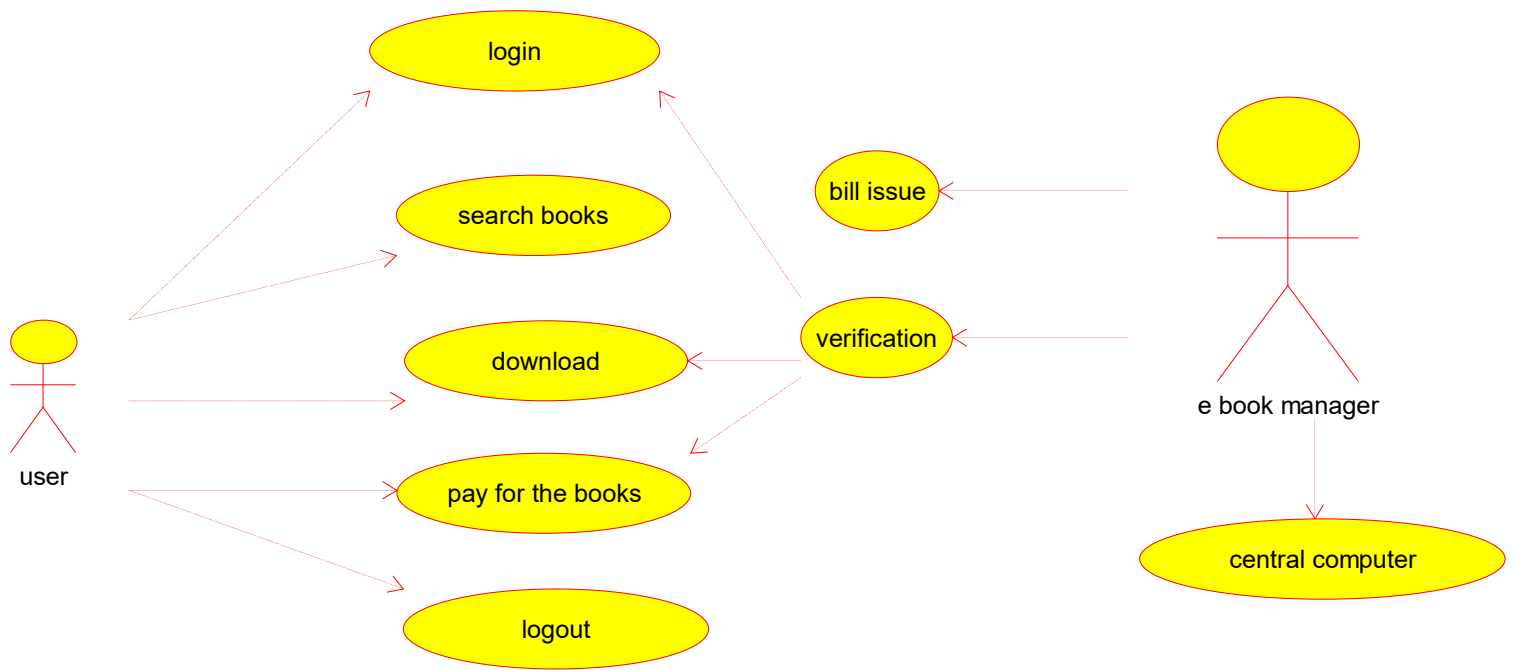 login
bill issue
search books
verification
download
e book manager
user
pay for the books
central computer
logout